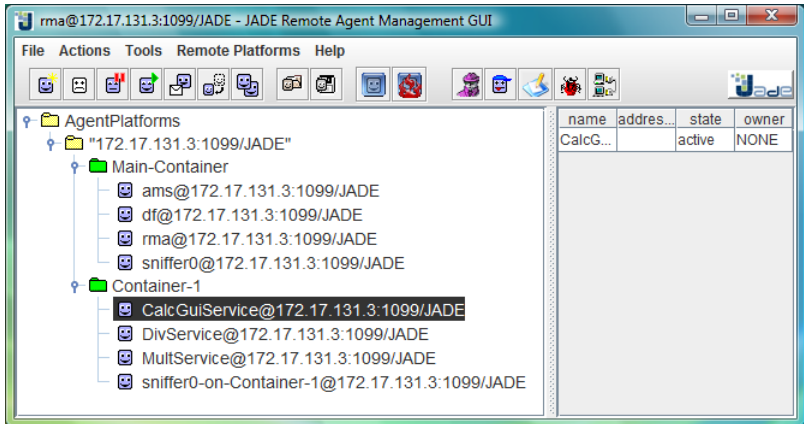 rma@172.17.131.3:1099/JADE - JADE Remote Agent Management GUI
File Actions Tools Remote Platforms Help
Jade
AgentPlatforms
"172.17.131.3:1099/JADE"
Main-Container
ams@172.17.131.3:1099/JADE
df@172.17.131.3:1099/JADE
rma@172.17.131.3:1099/JADE
sniffer0@172.17.131.3:1099/JADE
Container-1
CalcGuiService@172.17.131.3:1099/JADE
DivService@172.17.131.3:1099/JADE
MultService@172.17.131.3:1099/JADE
sniffer0-on-Container-1@172.17.131.3:1099/JADE
name addres... state owner
CalcG... active NONE